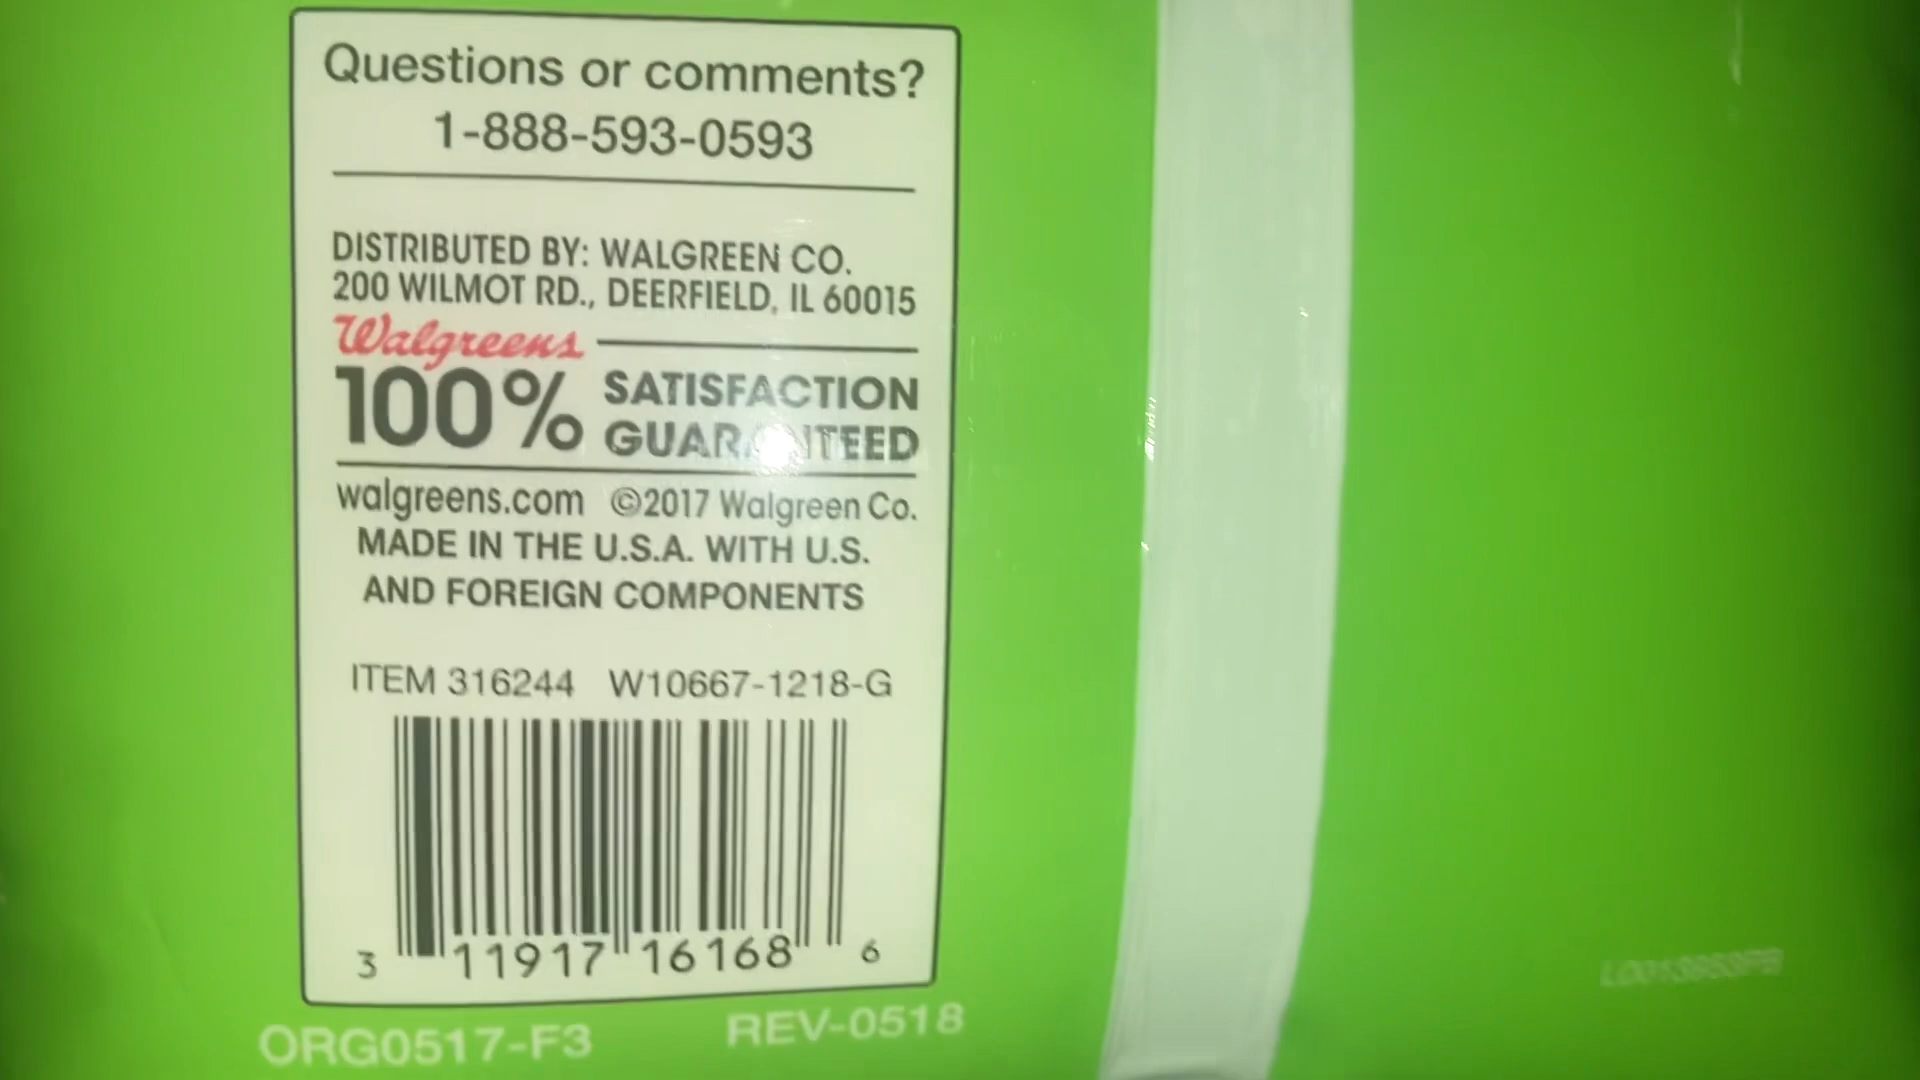 Questions or comments?
1-888-593-0593
DISTRIBUTED BY: WALGREEN CO.
200 WILMOT RD., DEERFIELD, IL 60015
Walgreens
100% SATISFACTION
GUARANTEED
walgreens.com ©2017 Walgreen Co.
MADE IN THE U.S.A. WITH U.S.
AND FOREIGN COMPONENTS
ITEM 316244 W10667-1218-G
3 11917 16168 6
ORG0517-F3 REV-0518